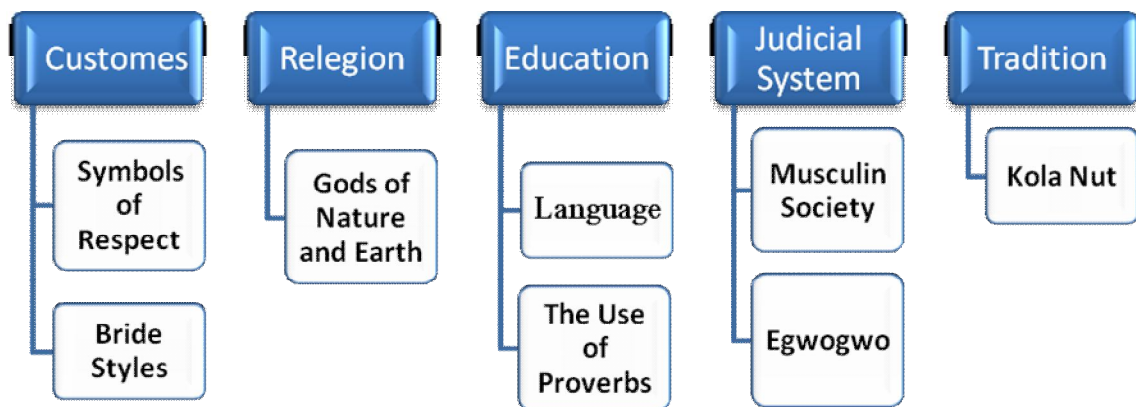 Customes
Symbols
of
Respect
Bride
Styles
Relegion
Gods of
Nature
and Earth
Education
Language
The Use
of
Proverbs
Judicial
System
Musculin
Society
Egwogwo
Tradition
Kola Nut